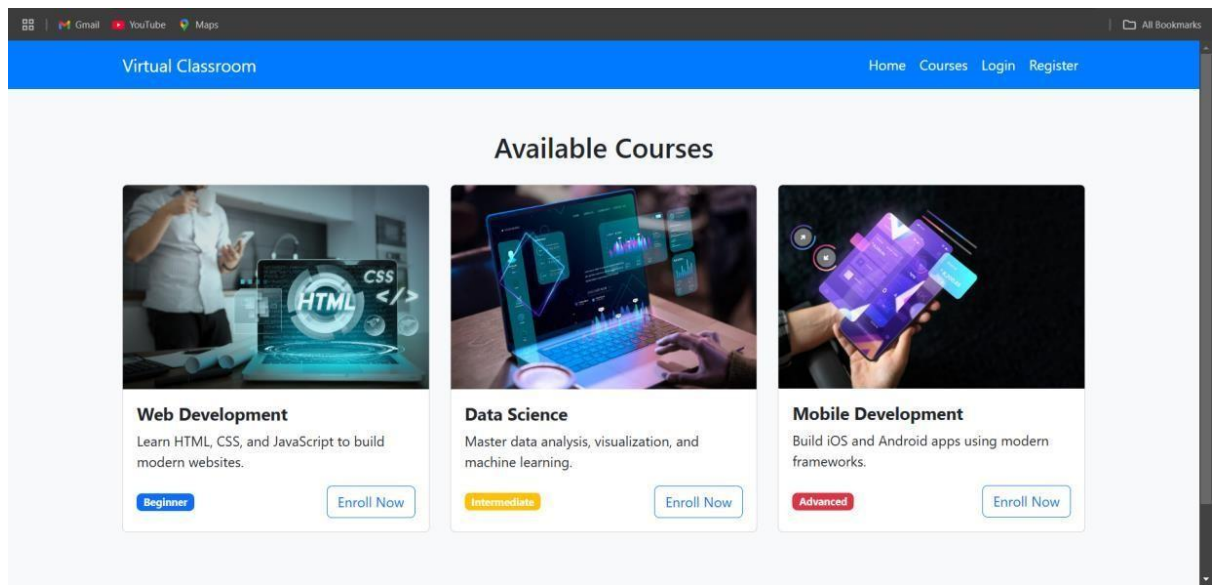 Gmail YouTube Maps All Bookmarks
Virtual Classroom Home Courses Login Register
Available Courses
CSS
HTML </>
Web Development
Learn HTML, CSS, and JavaScript to build
modern websites.
Beginner Enroll Now
Data Science
Master data analysis, visualization, and
machine learning.
Intermediate Enroll Now
Mobile Development
Build iOS and Android apps using modern
frameworks.
Advanced Enroll Now